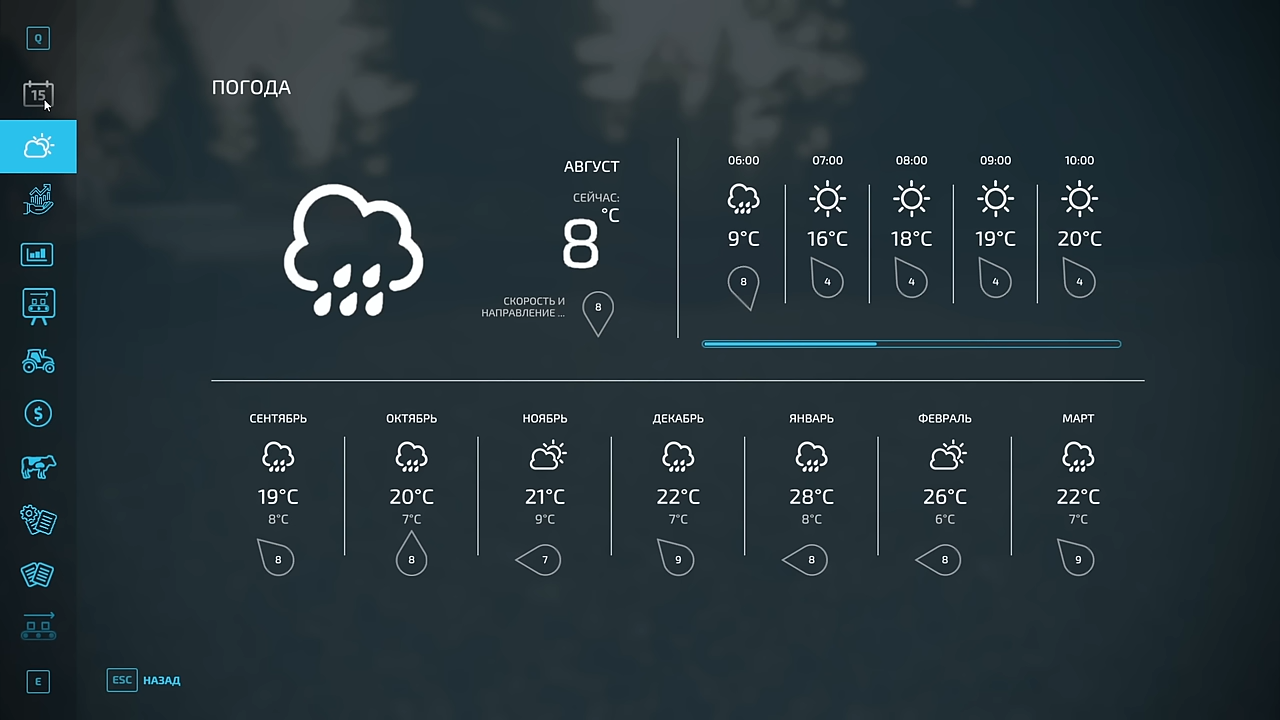 Q
15
ПОГОДА
АВГУСТ
СЕЙЧАС:
8 °C
СКОРОСТЬ И
НАПРАВЛЕНИЕ ...
8
06:00 07:00 08:00 09:00 10:00
9°C 16°C 18°C 19°C 20°C
8 4 4 4 4
СЕНТЯБРЬ ОКТЯБРЬ НОЯБРЬ ДЕКАБРЬ ЯНВАРЬ ФЕВРАЛЬ МАРТ
19°C 20°C 21°C 22°C 28°C 26°C 22°C
8°C 7°C 9°C 7°C 8°C 6°C 7°C
8 8 7 9 8 8 9
$
E
ESC НАЗАД